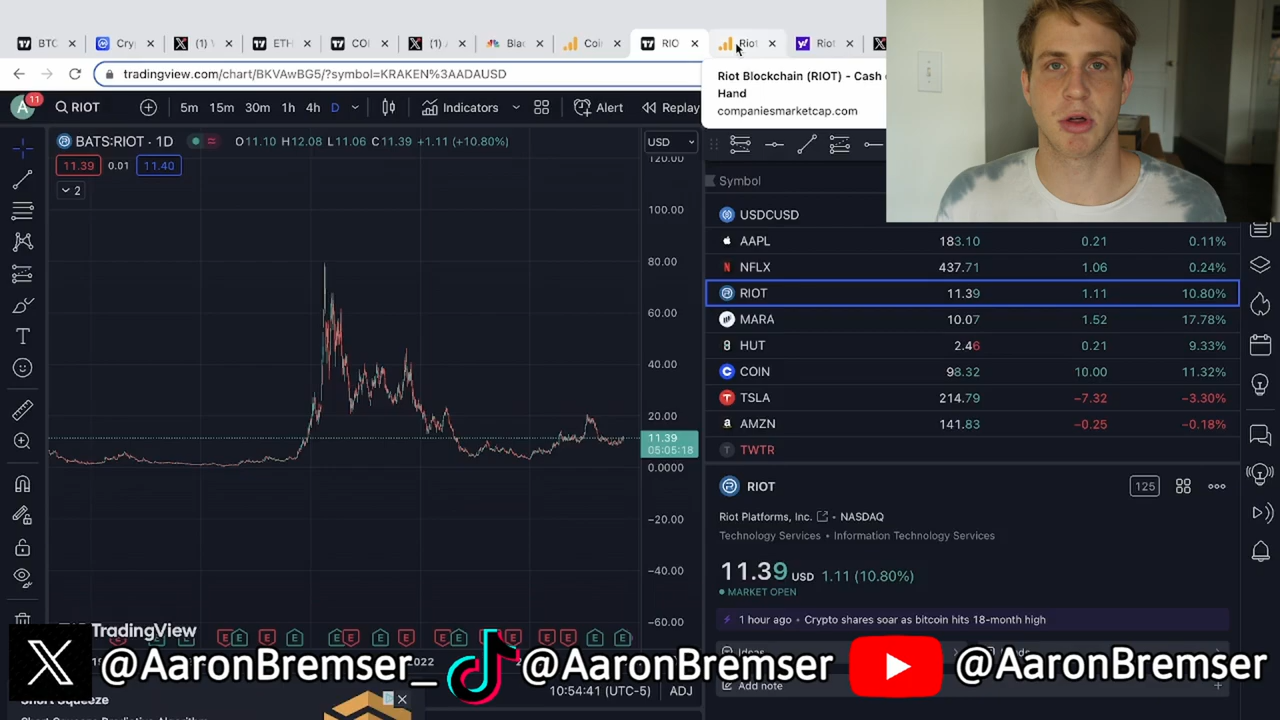 BTC
Cry
(1) \
ETH
COI
(1) /
Blac
Coin
RIO
Riot
Riot
tradingview.com/chart/BKVAwBG5/?symbol=KRAKEN%3AADAUSD
Riot Blockchain (RIOT) - Cash
Hand
companiesmarketcap.com
11
A
RIOT
5m 15m 30m 1h 4h D
Indicators
Alert
Replay
BATS:RIOT · 1D
O11.10 H12.08 L11.06 C11.39 +1.11 (+10.80%)
USD
11.39 0.01 11.40
2
120.00
100.00
80.00
60.00
40.00
20.00
11.39
05:05:18
0.0000
−20.00
−40.00
−60.00
Symbol
USDCUSD
AAPL 183.10 0.21 0.11%
NFLX 437.71 1.06 0.24%
RIOT 11.39 1.11 10.80%
MARA 10.07 1.52 17.78%
HUT 2.46 0.21 9.33%
COIN 98.32 10.00 11.32%
TSLA 214.79 −7.32 −3.30%
AMZN 141.83 −0.25 −0.18%
TWTR
RIOT
125
Riot Platforms, Inc. • NASDAQ
Technology Services • Information Technology Services
11.39 USD 1.11 (10.80%)
MARKET OPEN
1 hour ago • Crypto shares soar as bitcoin hits 18-month high
Add note
TradingView
2022
@AaronBremser_
@AaronBremser
@AaronBremser
10:54:41 (UTC-5)
ADJ
Short Squeeze